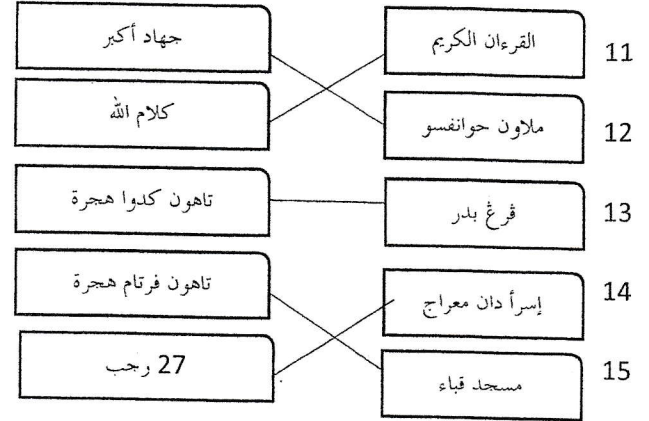 القرءان الكريم
11
جهاد أكبر
ملاون حوانفسو
12
كلام الله
ڤرڠ بدر
13
تاهون كدوا هجرة
إسرأ دان معراج
14
تاهون فرتام هجرة
مسجد قباء
15
27 رجب